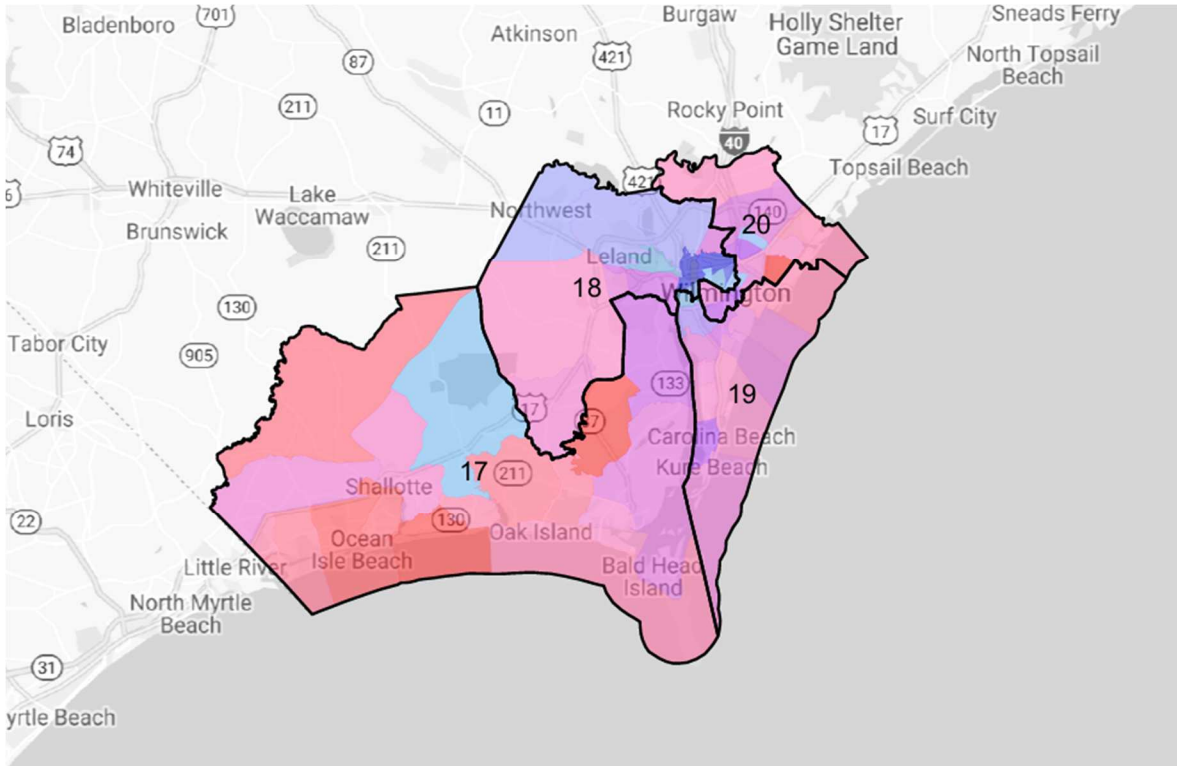 701
Burgaw
Sneads Ferry
Bladenboro
Holly Shelter
Game Land
Atkinson
421
87
North Topsail
Beach
211
11
Rocky Point
Surf City
40
17
74
Topsail Beach
421
Whiteville
Lake
Waccamaw
6
Northwest
140
20
Brunswick
211
Leland
18
Wilmington
130
Tabor City
905
133
19
17
Loris
87
Carolina Beach
Kure Beach
17
211
Shallotte
22
130
Oak Island
Ocean
Isle Beach
Little River
Bald Head
Island
North Myrtle
Beach
31
yrtle Beach